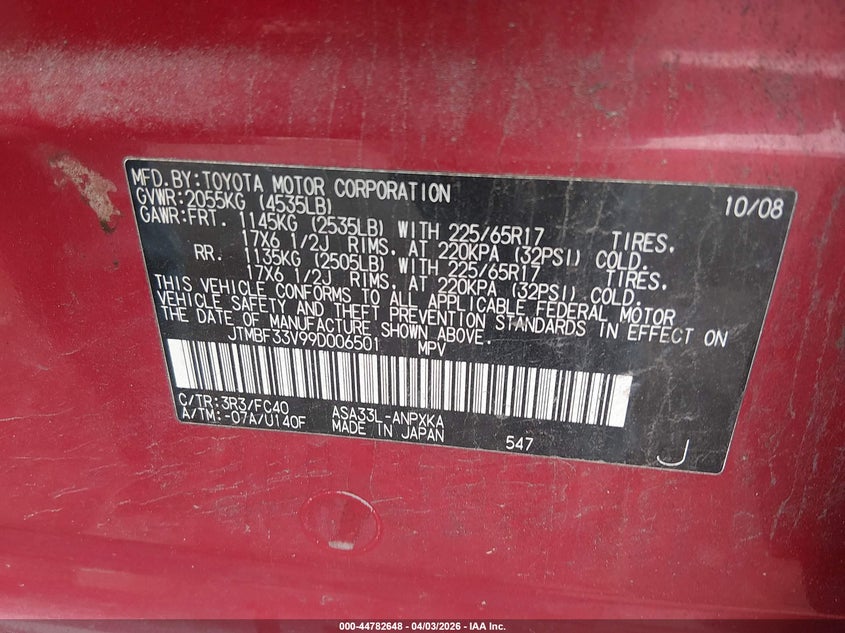 MFD.BY:TOYOTA MOTOR CORPORATION 10/08
GVWR:2055KG (4535LB)
GAWR:FRT. 1145KG (2535LB) WITH 225/65R17 TIRES,
17X6 1/2J RIMS, AT 220KPA (32PSI) COLD.
RR. 1135KG (2505LB) WITH 225/65R17 TIRES,
17X6 1/2J RIMS, AT 220KPA (32PSI) COLD.
THIS VEHICLE CONFORMS TO ALL APPLICABLE FEDERAL MOTOR
VEHICLE SAFETY AND THEFT PREVENTION STANDARDS IN EFFECT ON
THE DATE OF MANUFACTURE SHOWN ABOVE.
JTMBF33V99D006501 MPV
C/TR:3R3/FC40 ASA33L-ANPXKA
A/TM:-07A/U140F MADE IN JAPAN 547 J
000-44782648 - 04/03/2026 - IAA Inc.